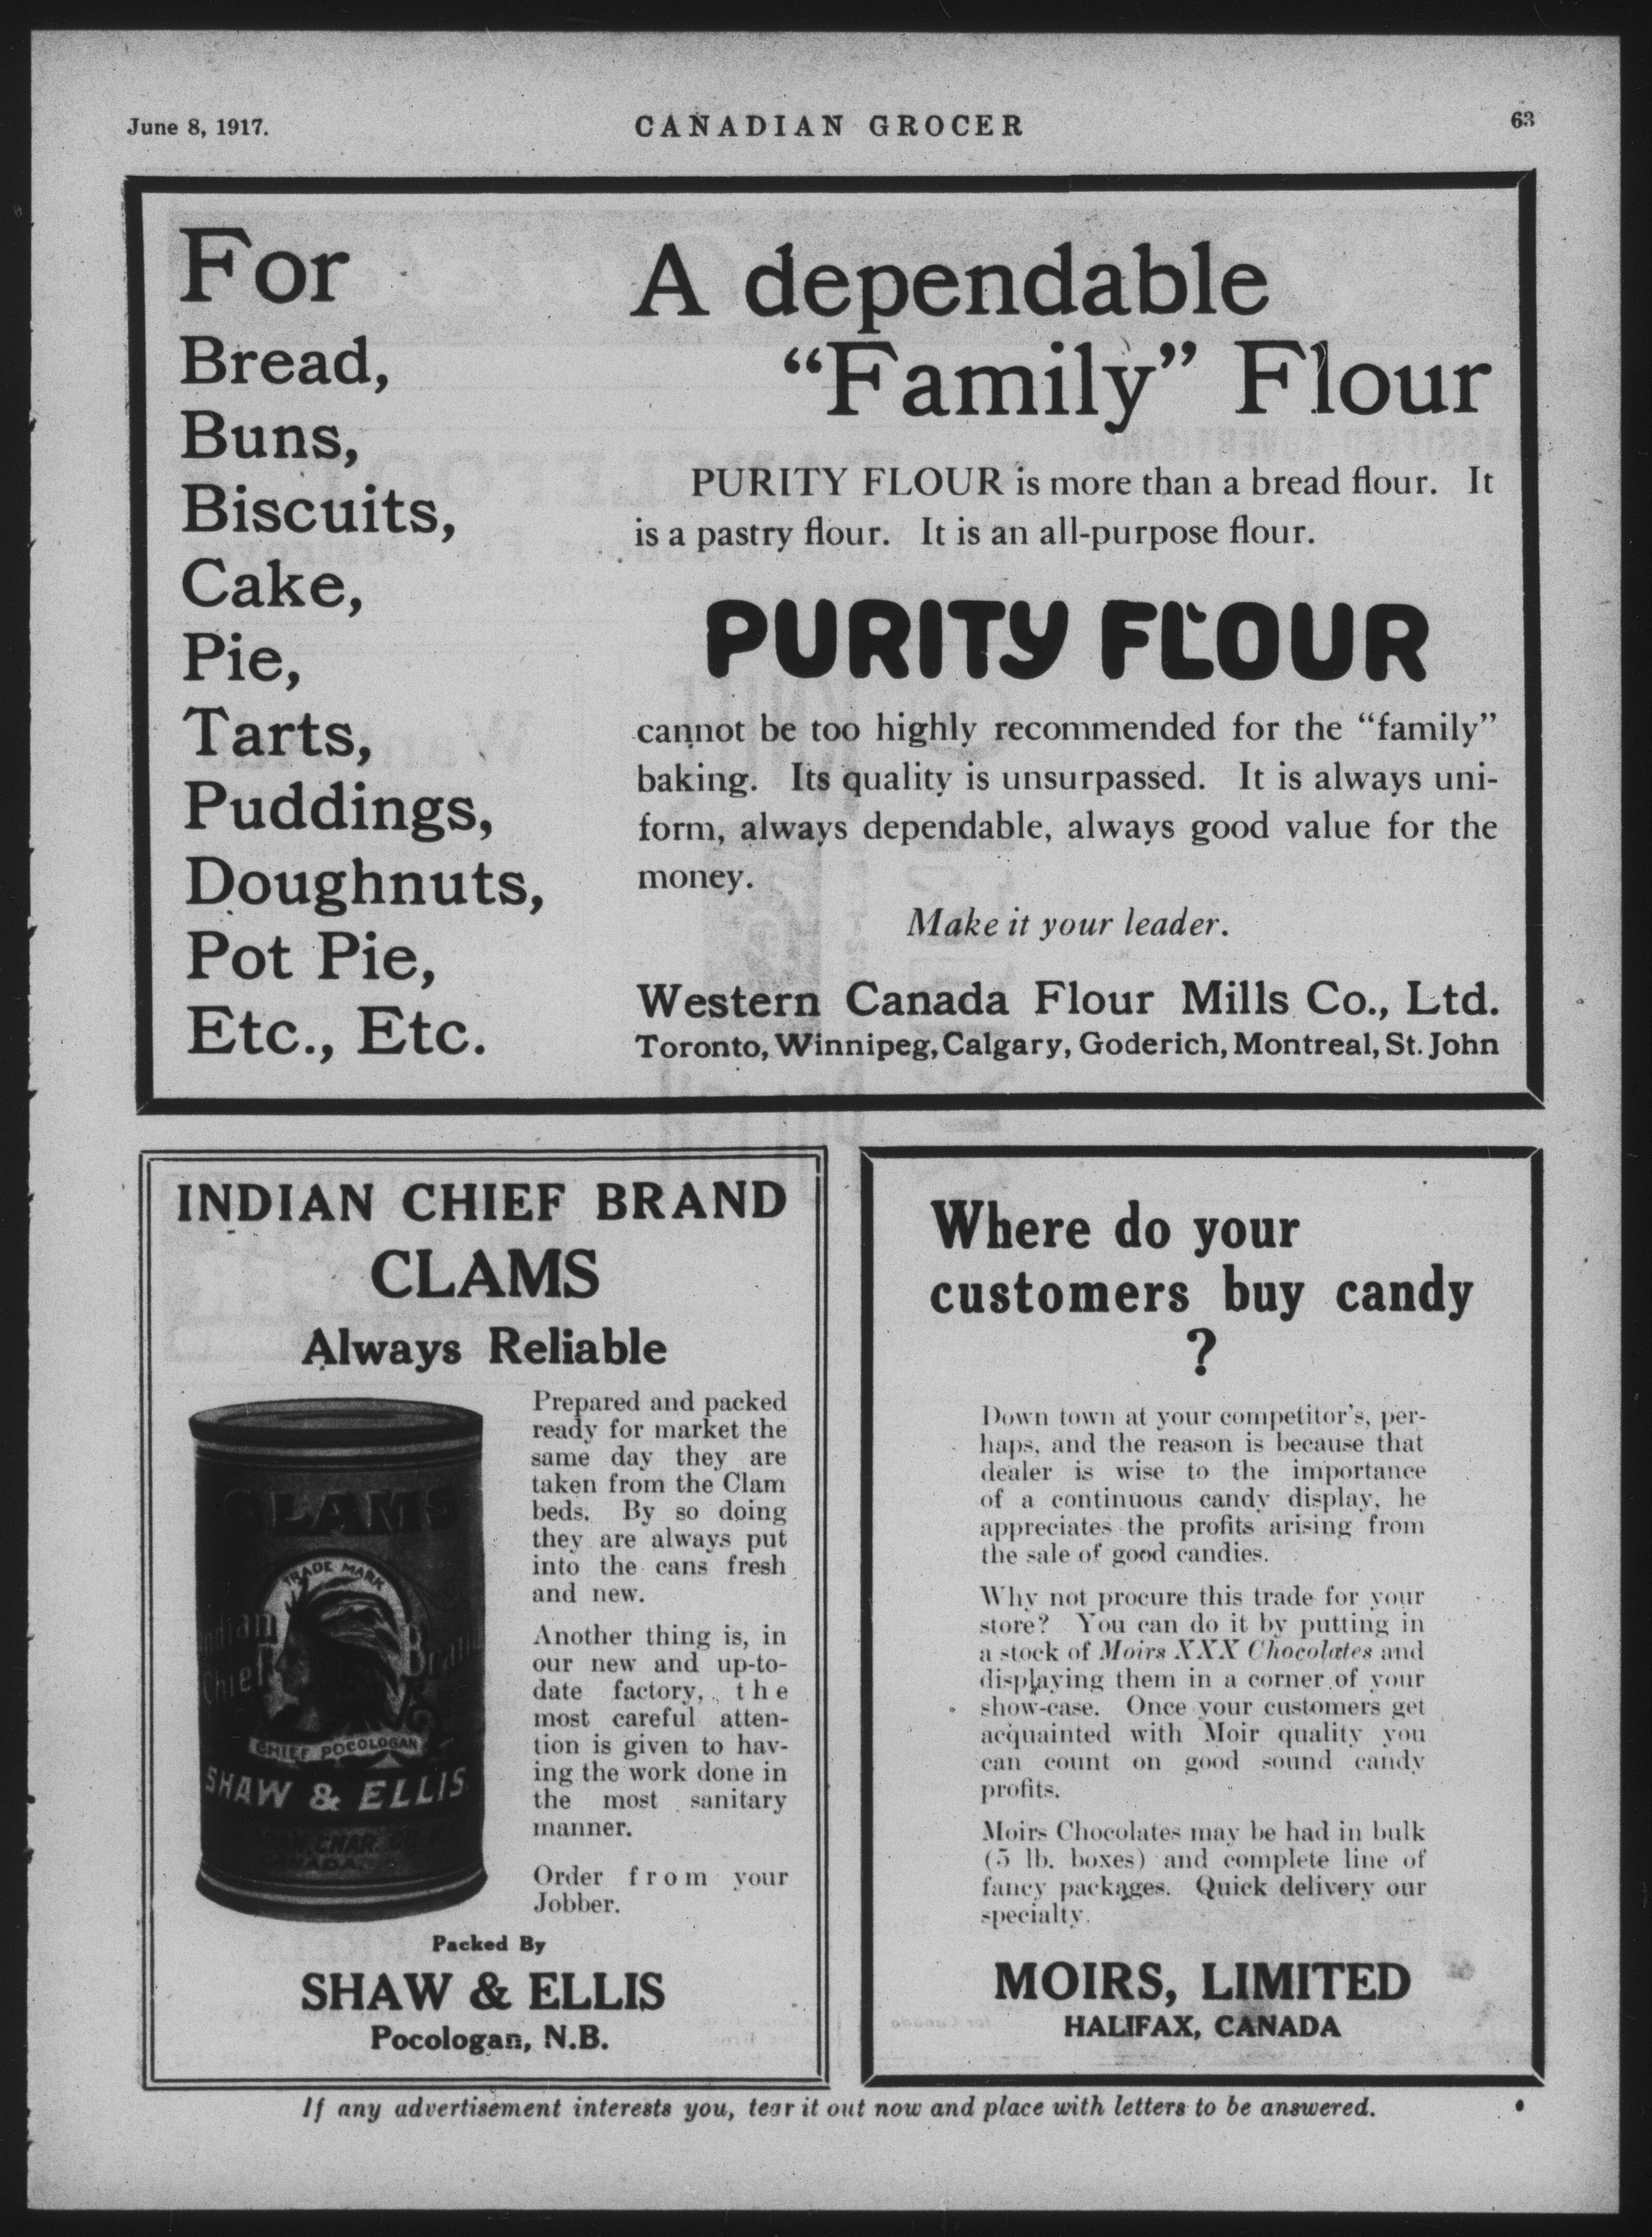 June 8, 1917.
CANADIAN GROCER
63
For
Bread,
Buns,
Biscuits,
Cake,
Pie,
Tarts,
Puddings,
Doughnuts,
Pot Pie,
Etc., Etc.
A dependable
“Family” Flour
PURITY FLOUR is more than a bread flour. It
is a pastry flour. It is an all-purpose flour.
PURITY FLOUR
cannot be too highly recommended for the “family”
baking. Its quality is unsurpassed. It is always uni-
form, always dependable, always good value for the
money.
Make it your leader.
Western Canada Flour Mills Co., Ltd.
Toronto, Winnipeg, Calgary, Goderich, Montreal, St. John
INDIAN CHIEF BRAND
CLAMS
Always Reliable
CLAMS
TRADE MARK
Indian
Chief
Brand
CHIEF POCOLOGAN
SHAW & ELLIS
Prepared and packed
ready for market the
same day they are
taken from the Clam
beds. By so doing
they are always put
into the cans fresh
and new.
Another thing is, in
our new and up-to-
date factory, the
most careful atten-
tion is given to hav-
ing the work done in
the most sanitary
manner.
Order from your
Jobber.
Packed By
SHAW & ELLIS
Pocologan, N.B.
Where do your
customers buy candy
?
Down town at your competitor's, per-
haps, and the reason is because that
dealer is wise to the importance
of a continuous candy display, he
appreciates the profits arising from
the sale of good candies.
Why not procure this trade for your
store? You can do it by putting in
a stock of Moirs XXX Chocolates and
displaying them in a corner of your
show-case. Once your customers get
acquainted with Moir quality you
can count on good sound candy
profits.
Moirs Chocolates may be had in bulk
(5 lb. boxes) and complete line of
fancy packages. Quick delivery our
specialty.
MOIRS, LIMITED
HALIFAX, CANADA
If any advertisement interests you, tear it out now and place with letters to be answered.